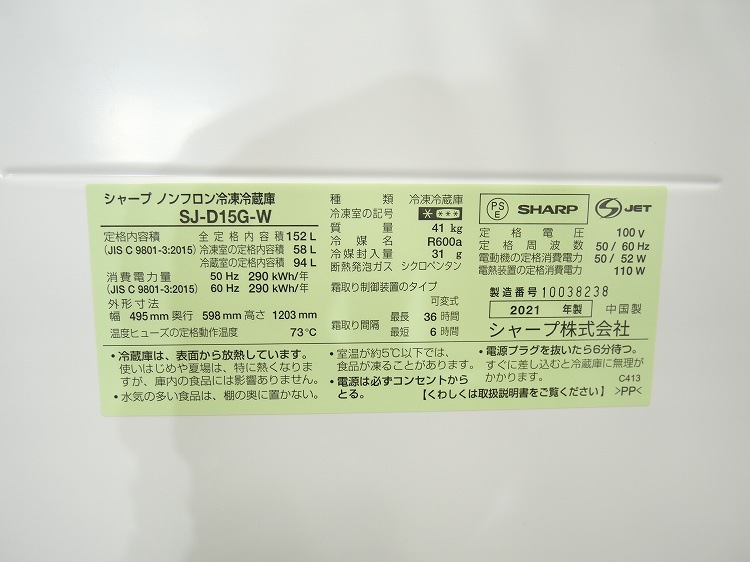 シャープ ノンフロン冷凍冷蔵庫
SJ-D15G-W
定格内容積 全定格内容積 152 L
(JIS C 9801-3:2015) 冷凍室の定格内容積 58 L
冷蔵室の定格内容積 94 L
消費電力量 50 Hz 290 kWh/年
(JIS C 9801-3:2015) 60 Hz 290 kWh/年
外形寸法
幅 495 mm 奥行 598 mm 高さ 1203 mm
温度ヒューズの定格動作温度 73℃
種類 冷凍冷蔵庫
冷凍室の記号 ****
質量 41 kg
冷媒名 R600a
冷媒封入量 31 g
断熱発泡ガス シクロペンタン
霜取り制御装置のタイプ
可変式
霜取り間隔 最長 36 時間
最短 6 時間
PS E SHARP S JET
定格電圧 100 V
定格周波数 50 / 60 Hz
電動機の定格消費電力 50 / 52 W
電熱装置の定格消費電力 110 W
製造番号 10038238
2021 年製 中国製
シャープ株式会社
・冷蔵庫は、表面から放熱しています。
使いはじめや夏場は、特に熱くなりま
すが、庫内の食品には影響ありません。
・水気の多い食品は、棚の奥に置かない。
・室温が約5℃以下では、
食品が凍ることがあります。
・電源は必ずコンセントから
とる。
・電源プラグを抜いたら6分待つ。
すぐに差し込むと冷蔵庫に無理が
かかります。 C413
【くわしくは取扱説明書をご覧ください】 >PP<